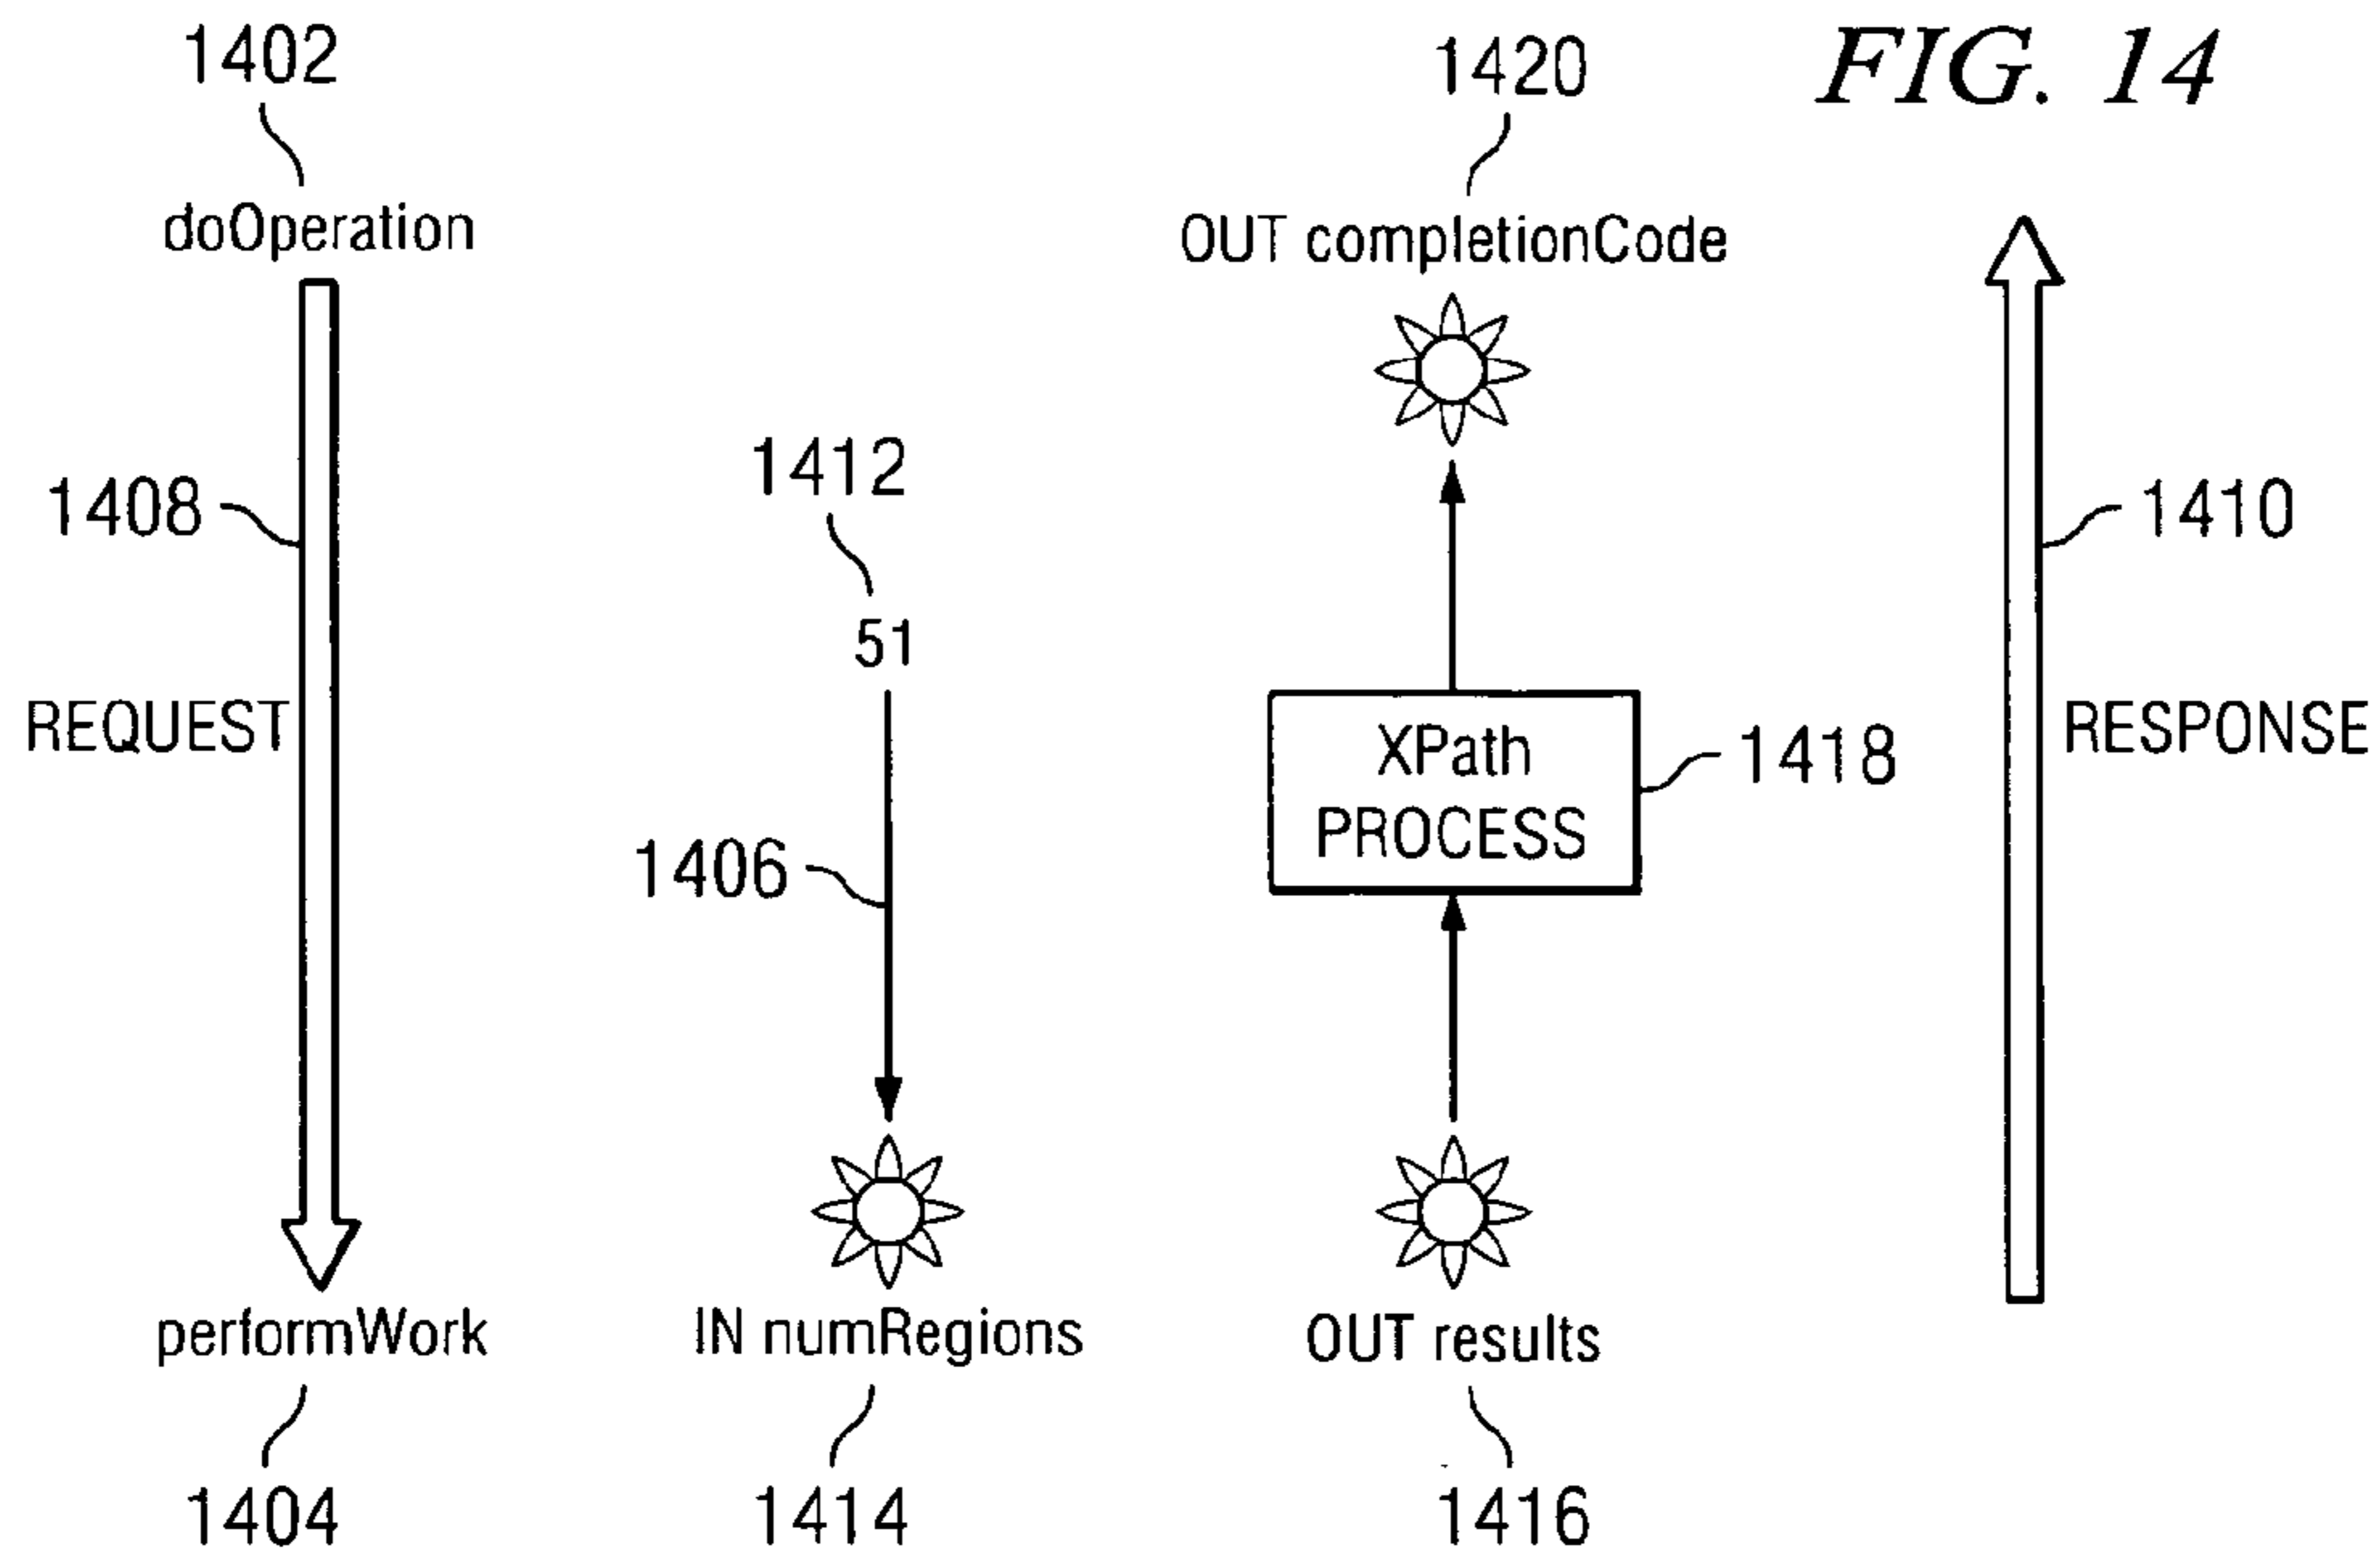 FIG. 14
1402
doOperation
1408
REQUEST
performWork
1404
1412
51
1406
IN numRegions
1414
1420
OUT completionCode
XPath
PROCESS
1418
OUT results
1416
1410
RESPONSE